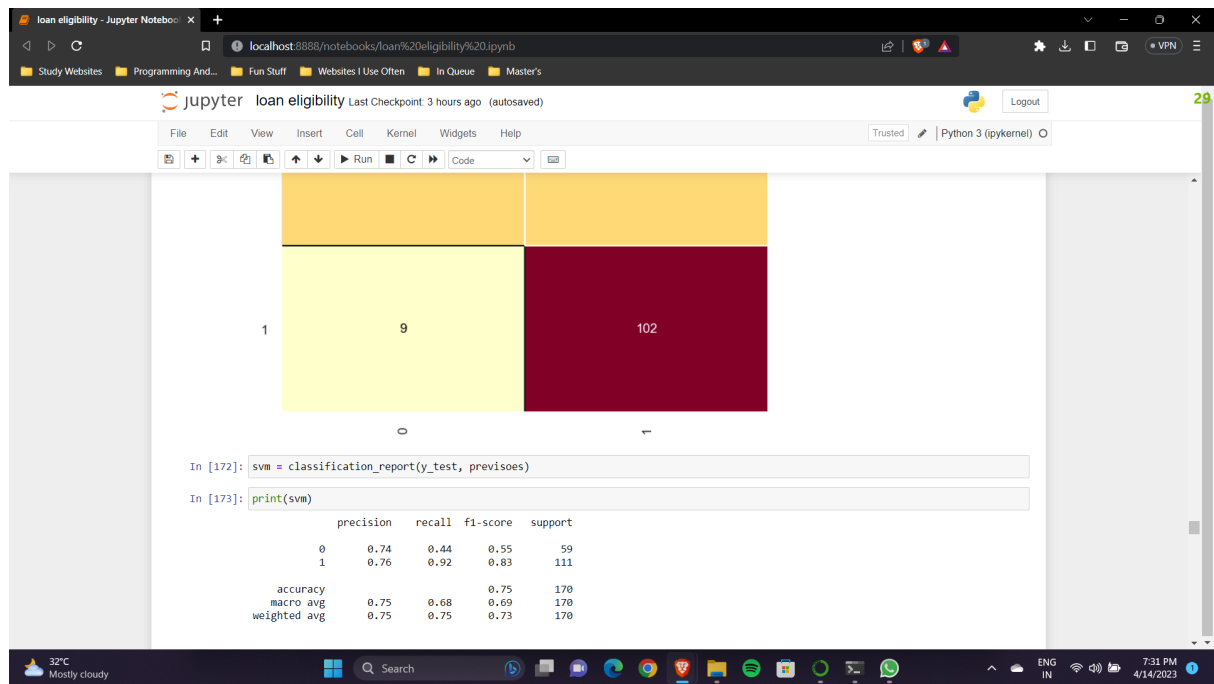 loan eligibility - Jupyter Noteboo
localhost:8888/notebooks/loan%20eligibility%20.ipynb
VPN
Study Websites Programming And... Fun Stuff Websites I Use Often In Queue Master's
jupyter loan eligibility Last Checkpoint: 3 hours ago (autosaved) Logout
29
File Edit View Insert Cell Kernel Widgets Help Trusted Python 3 (ipykernel)
Run Code
1 9 102
0 1
In [172]: svm = classification_report(y_test, previsoes)
In [173]: print(svm)
precision recall f1-score support
0 0.74 0.44 0.55 59
1 0.76 0.92 0.83 111
accuracy 0.75 170
macro avg 0.75 0.68 0.69 170
weighted avg 0.75 0.75 0.73 170
32°C
Mostly cloudy
Search
ENG
IN
7:31 PM
4/14/2023
1